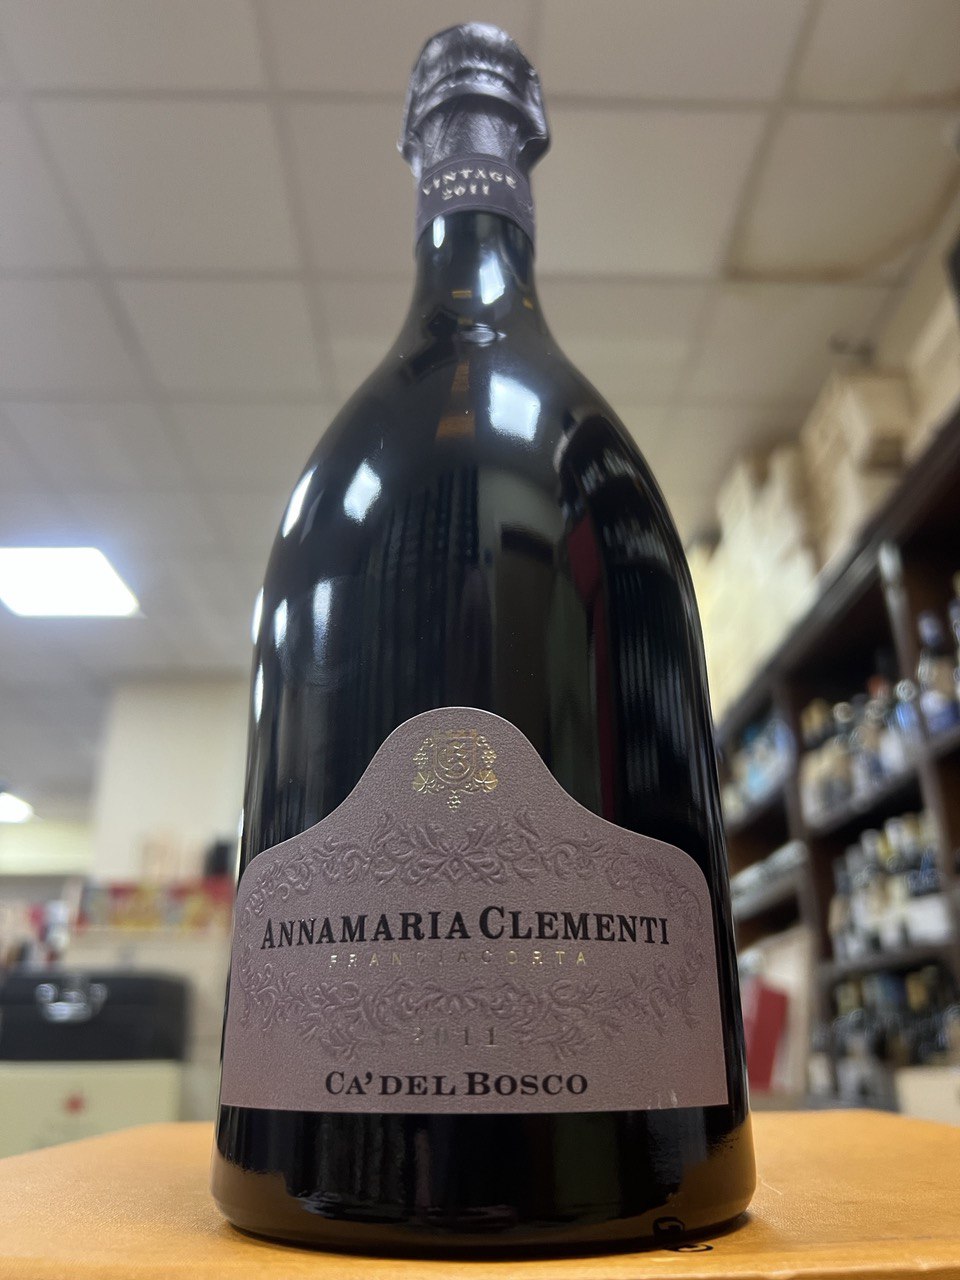 VINTAGE
2011
ANNAMARIA CLEMENTI
FRANCIACORTA
2011
CA' DEL BOSCO